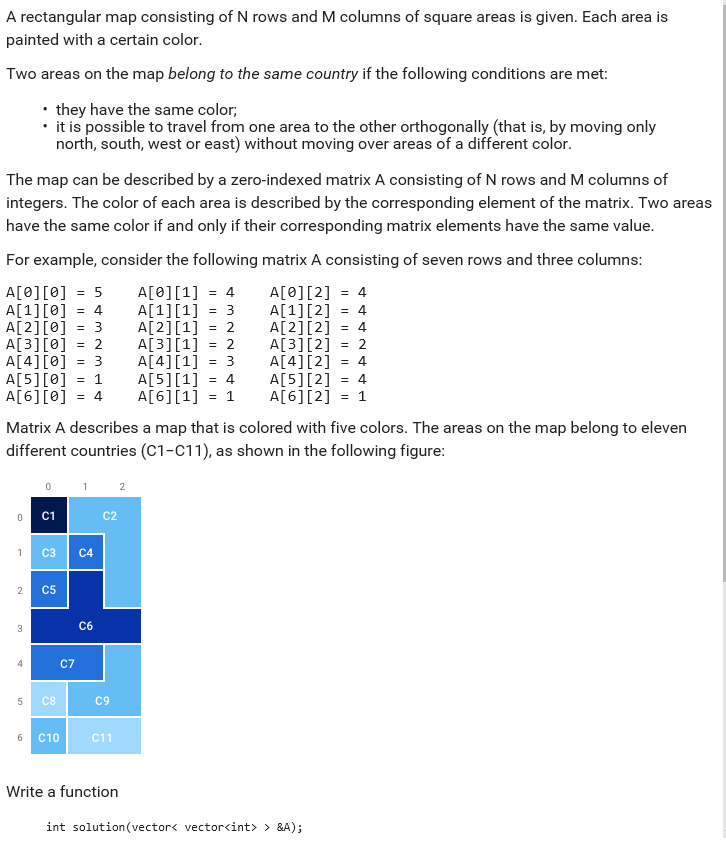 A rectangular map consisting of N rows and M columns of square areas is given. Each area is
painted with a certain color.
Two areas on the map belong to the same country if the following conditions are met:
• they have the same color;
• it is possible to travel from one area to the other orthogonally (that is, by moving only
north, south, west or east) without moving over areas of a different color.
The map can be described by a zero-indexed matrix A consisting of N rows and M columns of
integers. The color of each area is described by the corresponding element of the matrix. Two areas
have the same color if and only if their corresponding matrix elements have the same value.
For example, consider the following matrix A consisting of seven rows and three columns:
A[0][0] = 5    A[0][1] = 4    A[0][2] = 4
A[1][0] = 4    A[1][1] = 3    A[1][2] = 4
A[2][0] = 3    A[2][1] = 2    A[2][2] = 4
A[3][0] = 2    A[3][1] = 2    A[3][2] = 2
A[4][0] = 3    A[4][1] = 3    A[4][2] = 4
A[5][0] = 1    A[5][1] = 4    A[5][2] = 4
A[6][0] = 4    A[6][1] = 1    A[6][2] = 1
Matrix A describes a map that is colored with five colors. The areas on the map belong to eleven
different countries (C1−C11), as shown in the following figure:
0 1 2
0 C1 C2
1 C3 C4
2 C5
3 C6
4 C7
5 C8 C9
6 C10 C11
Write a function
int solution(vector< vector<int> > &A);